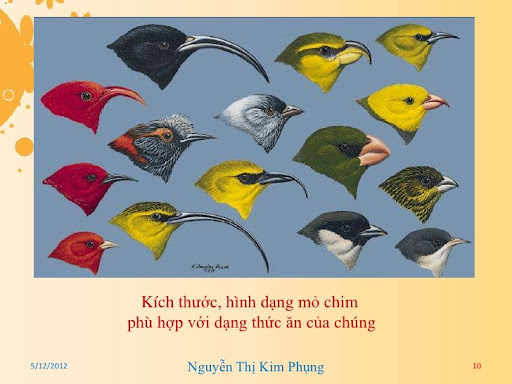 Kích thước, hình dạng mỏ chim
phù hợp với dạng thức ăn của chúng
5/12/2012
Nguyễn Thị Kim Phụng
10